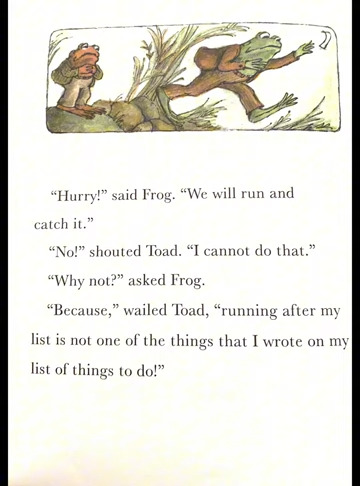 “Hurry!” said Frog. “We will run and
catch it.”
“No!” shouted Toad. “I cannot do that.”
“Why not?” asked Frog.
“Because,” wailed Toad, “running after my
list is not one of the things that I wrote on my
list of things to do!”